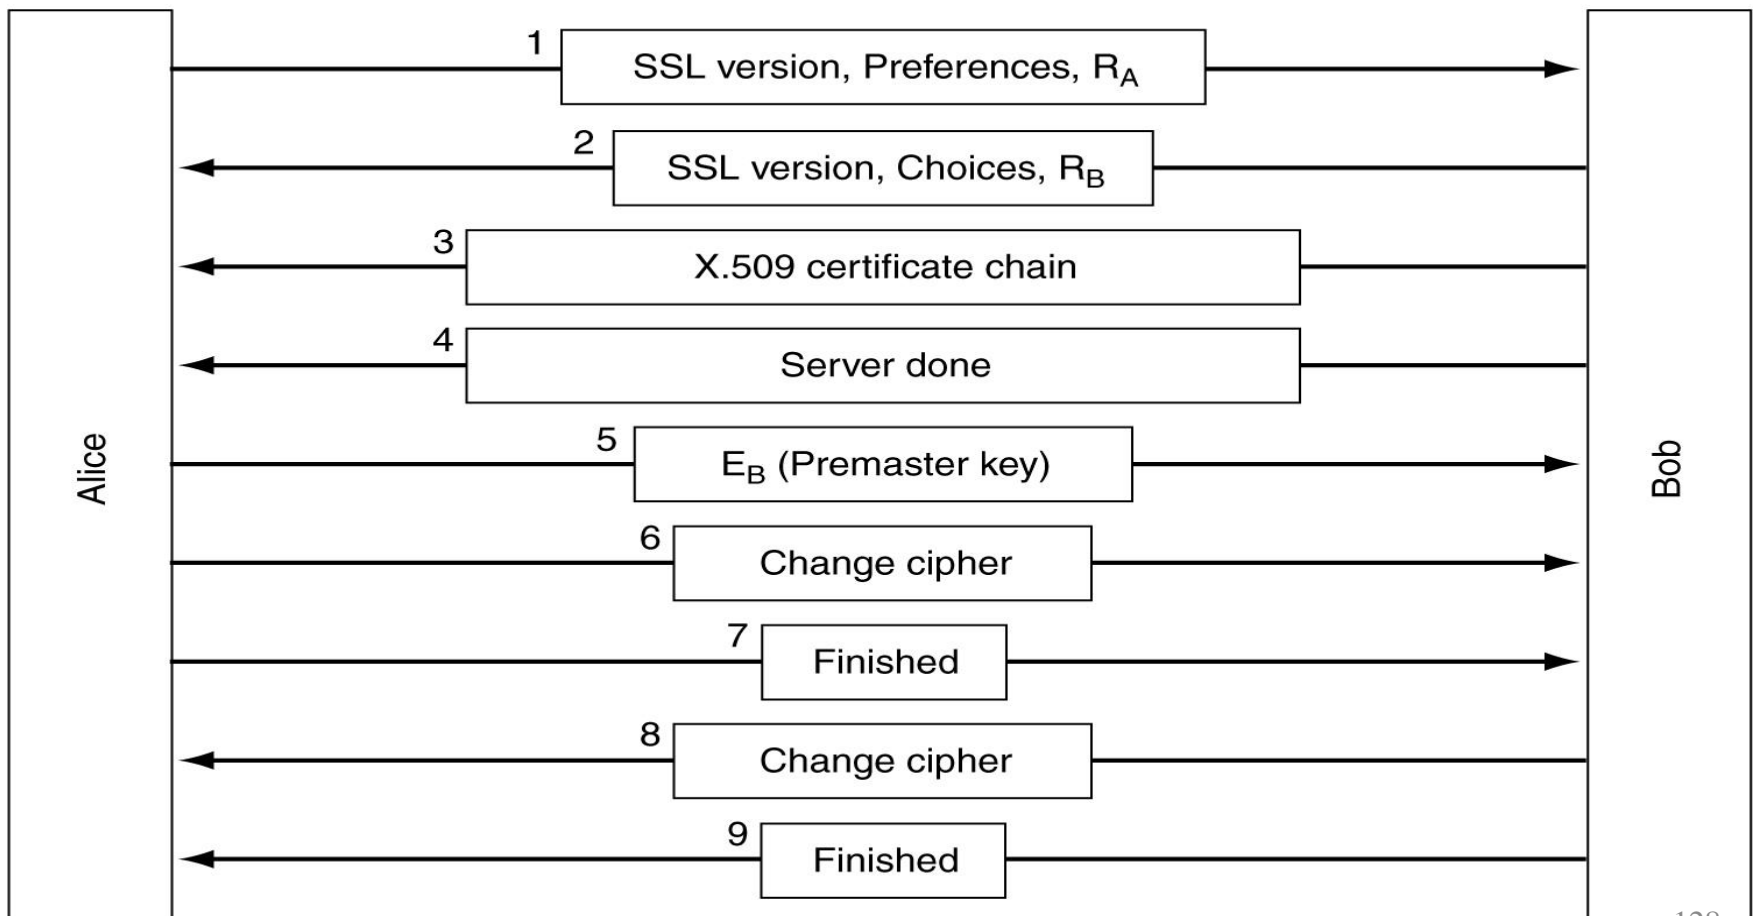 1
SSL version, Preferences, RA
2
SSL version, Choices, RB
3
X.509 certificate chain
4
Server done
Alice
5
EB (Premaster key)
Bob
6
Change cipher
7
Finished
8
Change cipher
9
Finished